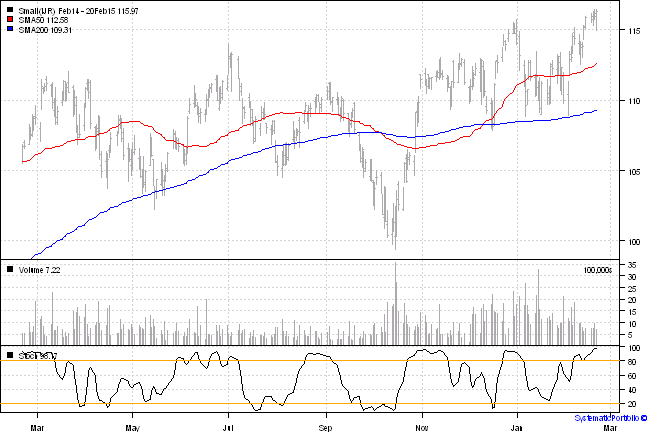 Small(IJR) Feb14 - 20Feb15 115.97
SMA50 112.58
SMA200 109.31
115
110
105
100
Volume 7.22
100,000s
35
30
25
20
15
10
5
100
80
60
40
20
Mar May Jul Sep Nov Jan Mar
SystematicPortfolio ©